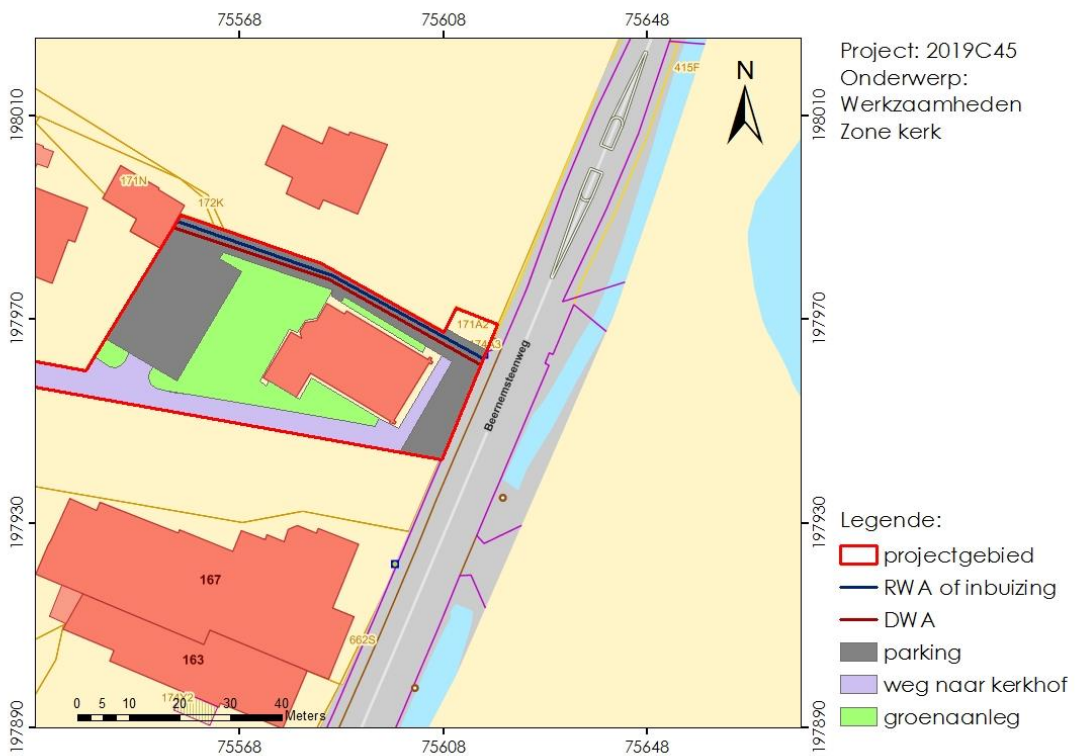 75568 75608 75648
Project: 2019C45
Onderwerp:
Werkzaamheden
Zone kerk
N
415F
198010 198010
171N
172K
197970 197970
171A2
Beernemsteenweg
197930 197930
Legende:
projectgebied
RWA of inbuizing
DWA
parking
weg naar kerkhof
groenaanleg
167
662S
163
0 5 10 20 30 40
Meters
197890 197890
75568 75608 75648